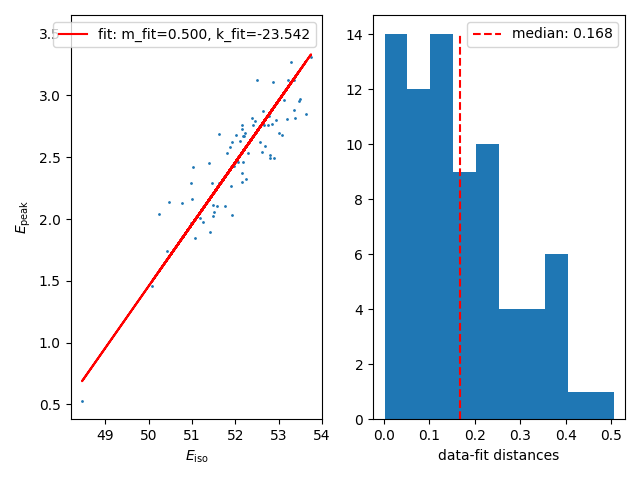 fit: m_fit=0.500, k_fit=-23.542
3.5
3.0
2.5
2.0
1.5
1.0
0.5
E_peak
49 50 51 52 53 54
E_iso
median: 0.168
14
12
10
8
6
4
2
0
0.0 0.1 0.2 0.3 0.4 0.5
data-fit distances